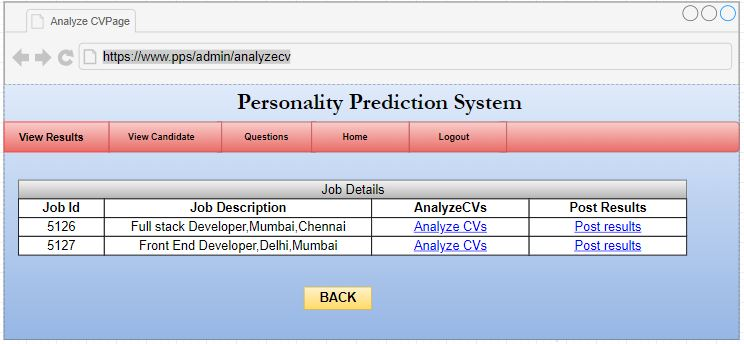 Analyze CVPage
https://www.pps/admin/analyzecv
Personality Prediction System
View Results View Candidate Questions Home Logout
Job Details
Job Id Job Description AnalyzeCVs Post Results
5126 Full stack Developer,Mumbai,Chennai Analyze CVs Post results
5127 Front End Developer,Delhi,Mumbai Analyze CVs Post results
BACK